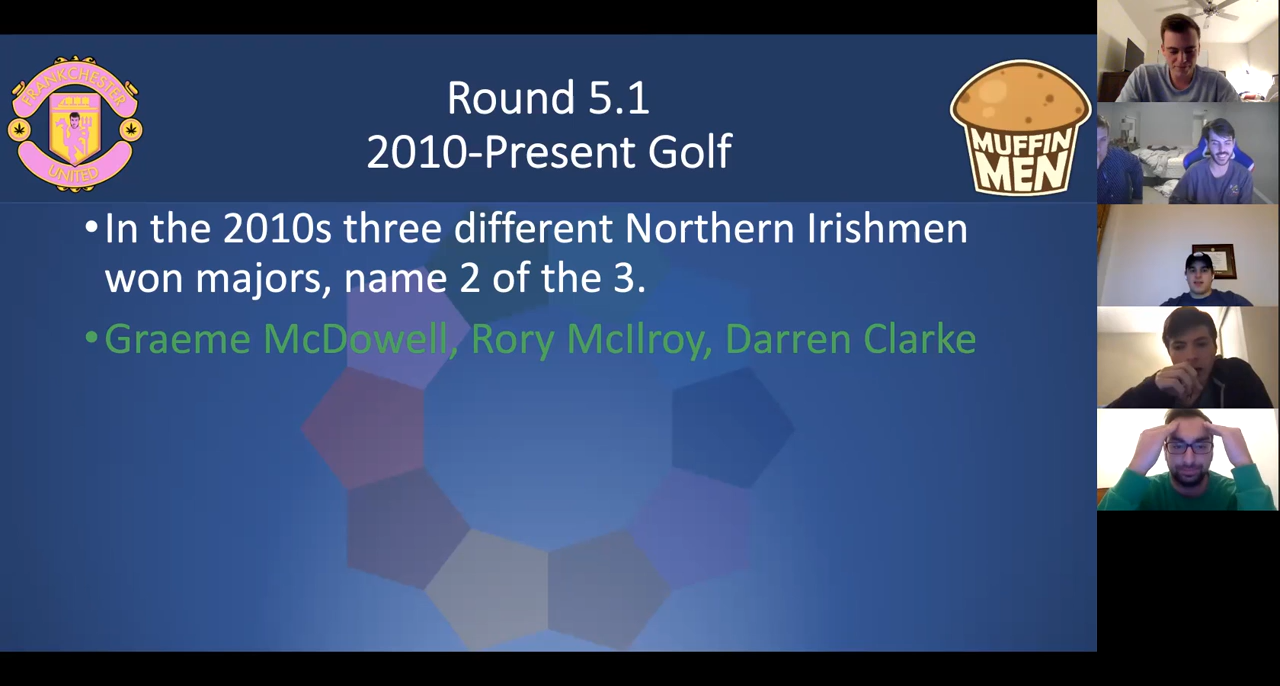 FRANKCHESTER
UNITED
Round 5.1
2010-Present Golf
MUFFIN
MEN
•In the 2010s three different Northern Irishmen
won majors, name 2 of the 3.
•Graeme McDowell, Rory McIlroy, Darren Clarke